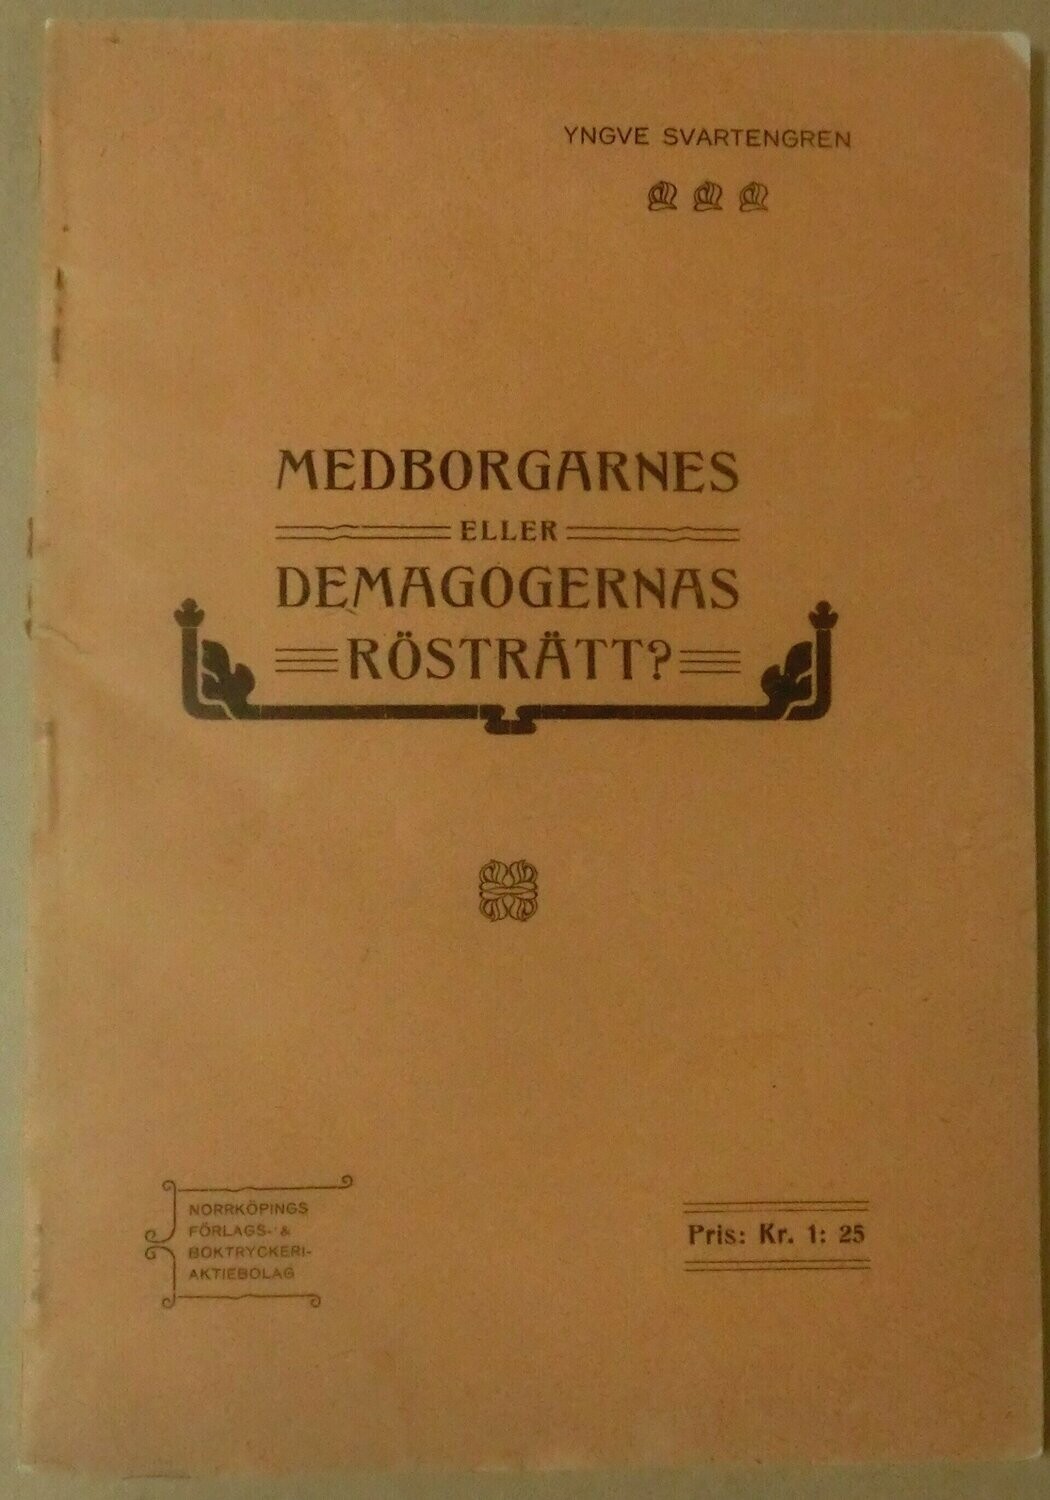 YNGVE SVARTENGREN
MEDBORGARNES
ELLER
DEMAGOGERNAS
RÖSTRÄTT?
NORRKÖPINGS
FÖRLAGS- &
BOKTRYCKERI-
AKTIEBOLAG
Pris: Kr. 1: 25